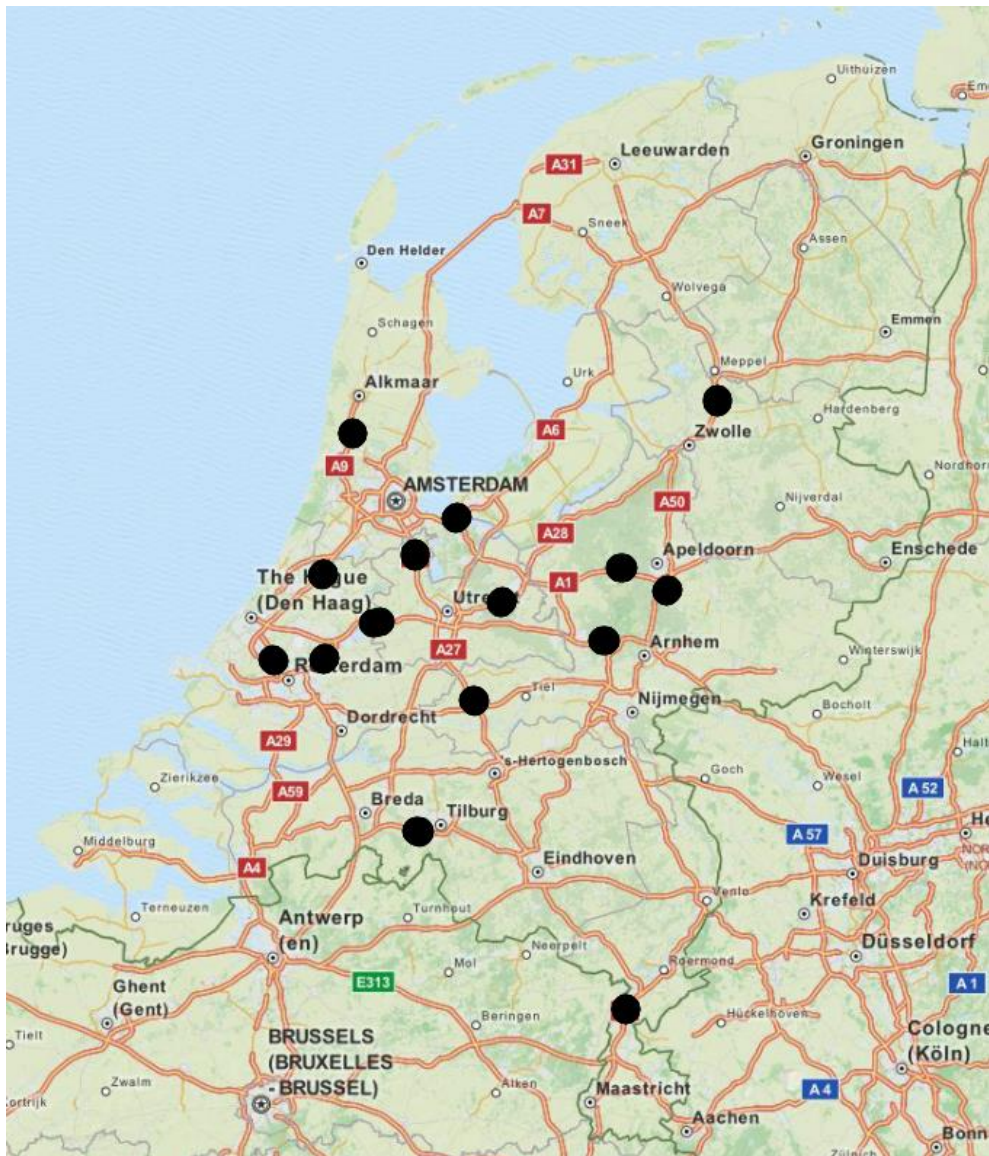 Uithuizen
Groningen
Leeuwarden
A31
A7
Sneek
Assen
Den Helder
Wolvega
Emmen
Schagen
Meppel
Urk
Alkmaar
Hardenberg
A6
Zwolle
A9
AMSTERDAM
Nijverdal
A50
A28
Apeldoorn
Enschede
The
(Den Haag)
A1
A27
Arnhem
Winterswijk
Tiel
Nijmegen
Bocholt
Dordrecht
A29
's-Hertogenbosch
Goch
Wesel
Zierikzee
A59
A 52
Breda
Tilburg
A 57
Middelburg
Duisburg
A4
Eindhoven
Venlo
Krefeld
Terneuzen
Antwerp
(en)
Turnhout
Neerpelt
Düsseldorf
Mol
Roermond
E313
A 1
Ghent
(Gent)
Hückelhoven
Beringen
Tielt
BRUSSELS
(BRUXELLES
- BRUSSEL)
Cologne
(Köln)
Zwalm
Alken
Maastricht
A 4
Aachen